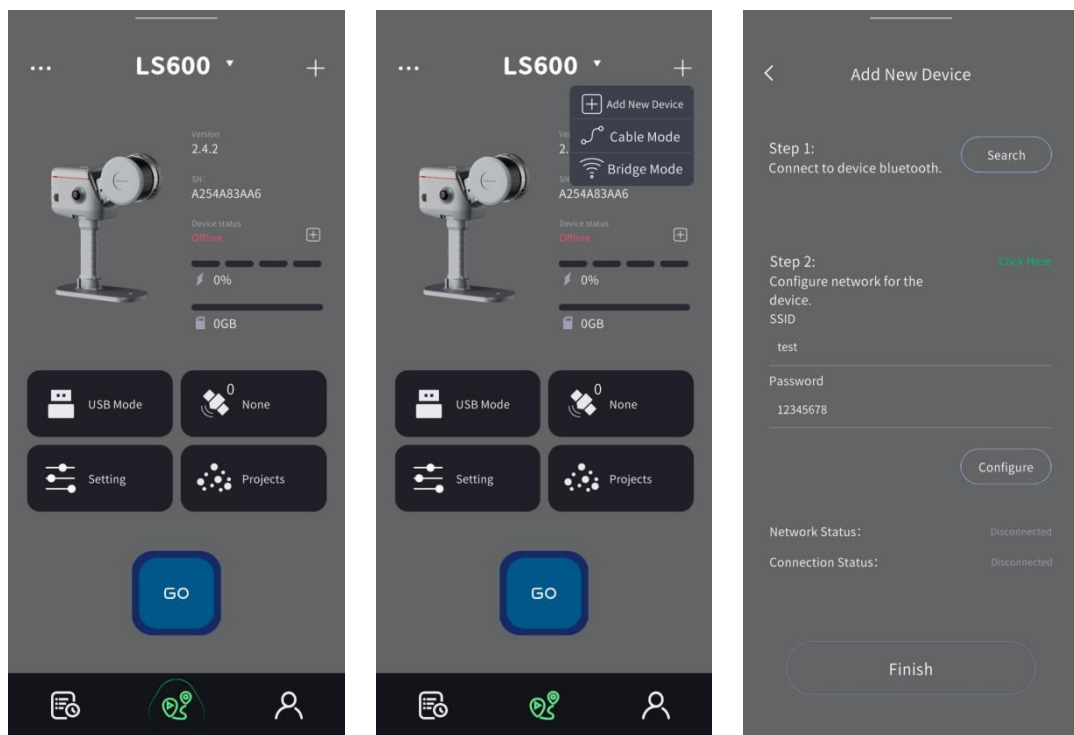 ... LS600 ▼ +
Version
2.4.2
SN:
A254A83AA6
Device status
Offline
0%
0GB
USB Mode
0
None
Setting
Projects
GO
... LS600 ▼ +
Add New Device
Cable Mode
Bridge Mode
2.
A254A83AA6
Device status
Offline
0%
0GB
USB Mode
0
None
Setting
Projects
GO
Add New Device
Step 1:
Connect to device bluetooth.
Search
Step 2:
Click Here
Configure network for the
device.
SSID
test
Password
12345678
Configure
Network Status:
Disconnected
Connection Status:
Disconnected
Finish